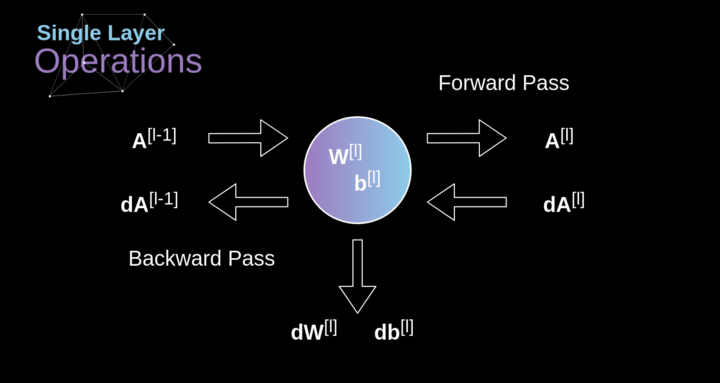 Single Layer
Operations
Forward Pass
A[l-1]
W[l]
b[l]
A[l]
dA[l-1]
dA[l]
Backward Pass
dW[l] db[l]